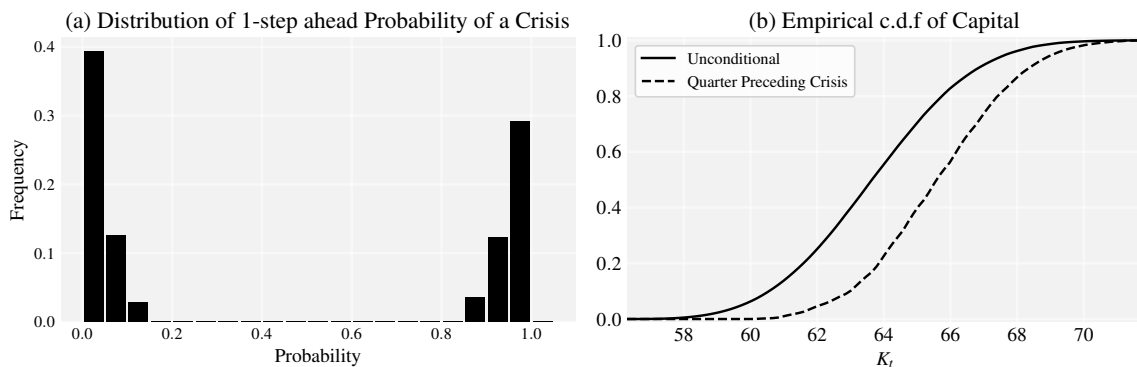 (a) Distribution of 1-step ahead Probability of a Crisis
0.4
0.3
0.2
0.1
0.0
Frequency
0.0 0.2 0.4 0.6 0.8 1.0
Probability
(b) Empirical c.d.f of Capital
Unconditional
Quarter Preceding Crisis
1.0
0.8
0.6
0.4
0.2
0.0
58 60 62 64 66 68 70
K_t